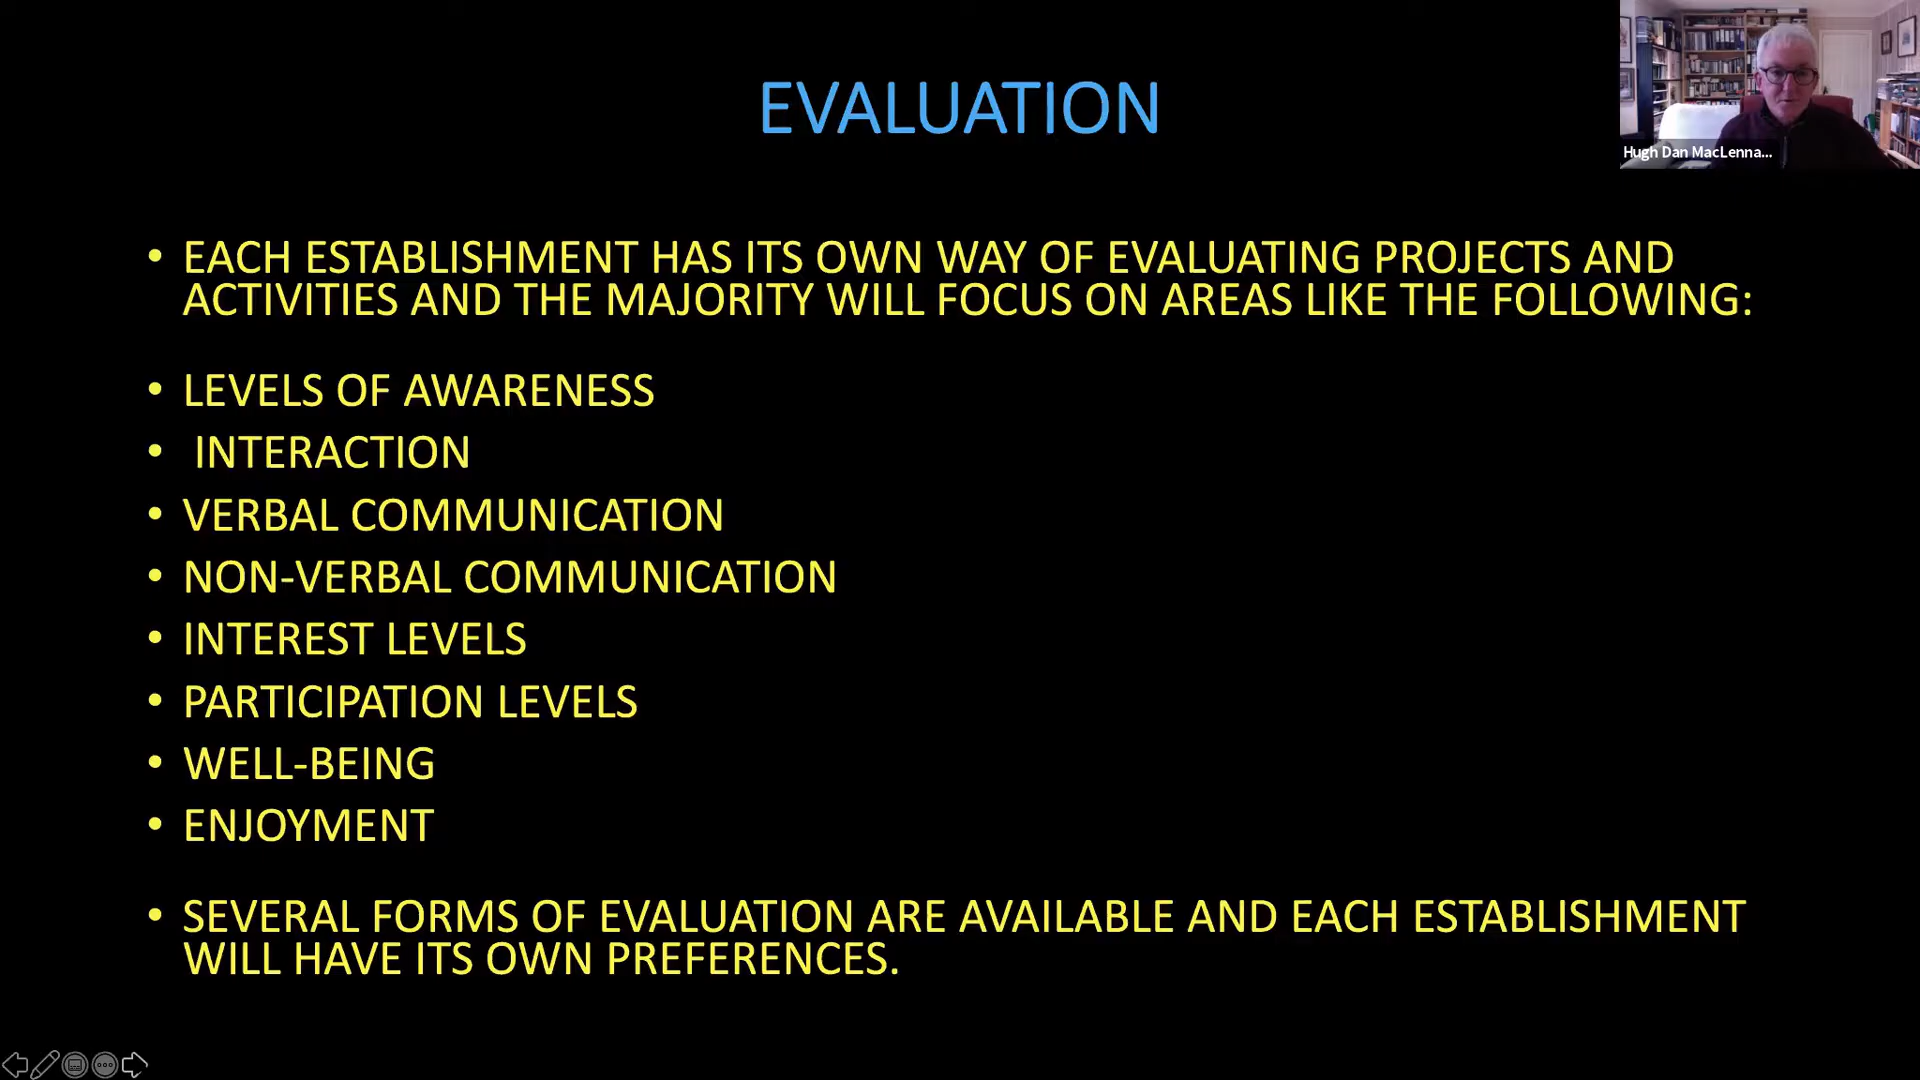 EVALUATION
Hugh Dan MacLenna...
• EACH ESTABLISHMENT HAS ITS OWN WAY OF EVALUATING PROJECTS AND
ACTIVITIES AND THE MAJORITY WILL FOCUS ON AREAS LIKE THE FOLLOWING:
• LEVELS OF AWARENESS
• INTERACTION
• VERBAL COMMUNICATION
• NON-VERBAL COMMUNICATION
• INTEREST LEVELS
• PARTICIPATION LEVELS
• WELL-BEING
• ENJOYMENT
• SEVERAL FORMS OF EVALUATION ARE AVAILABLE AND EACH ESTABLISHMENT
WILL HAVE ITS OWN PREFERENCES.